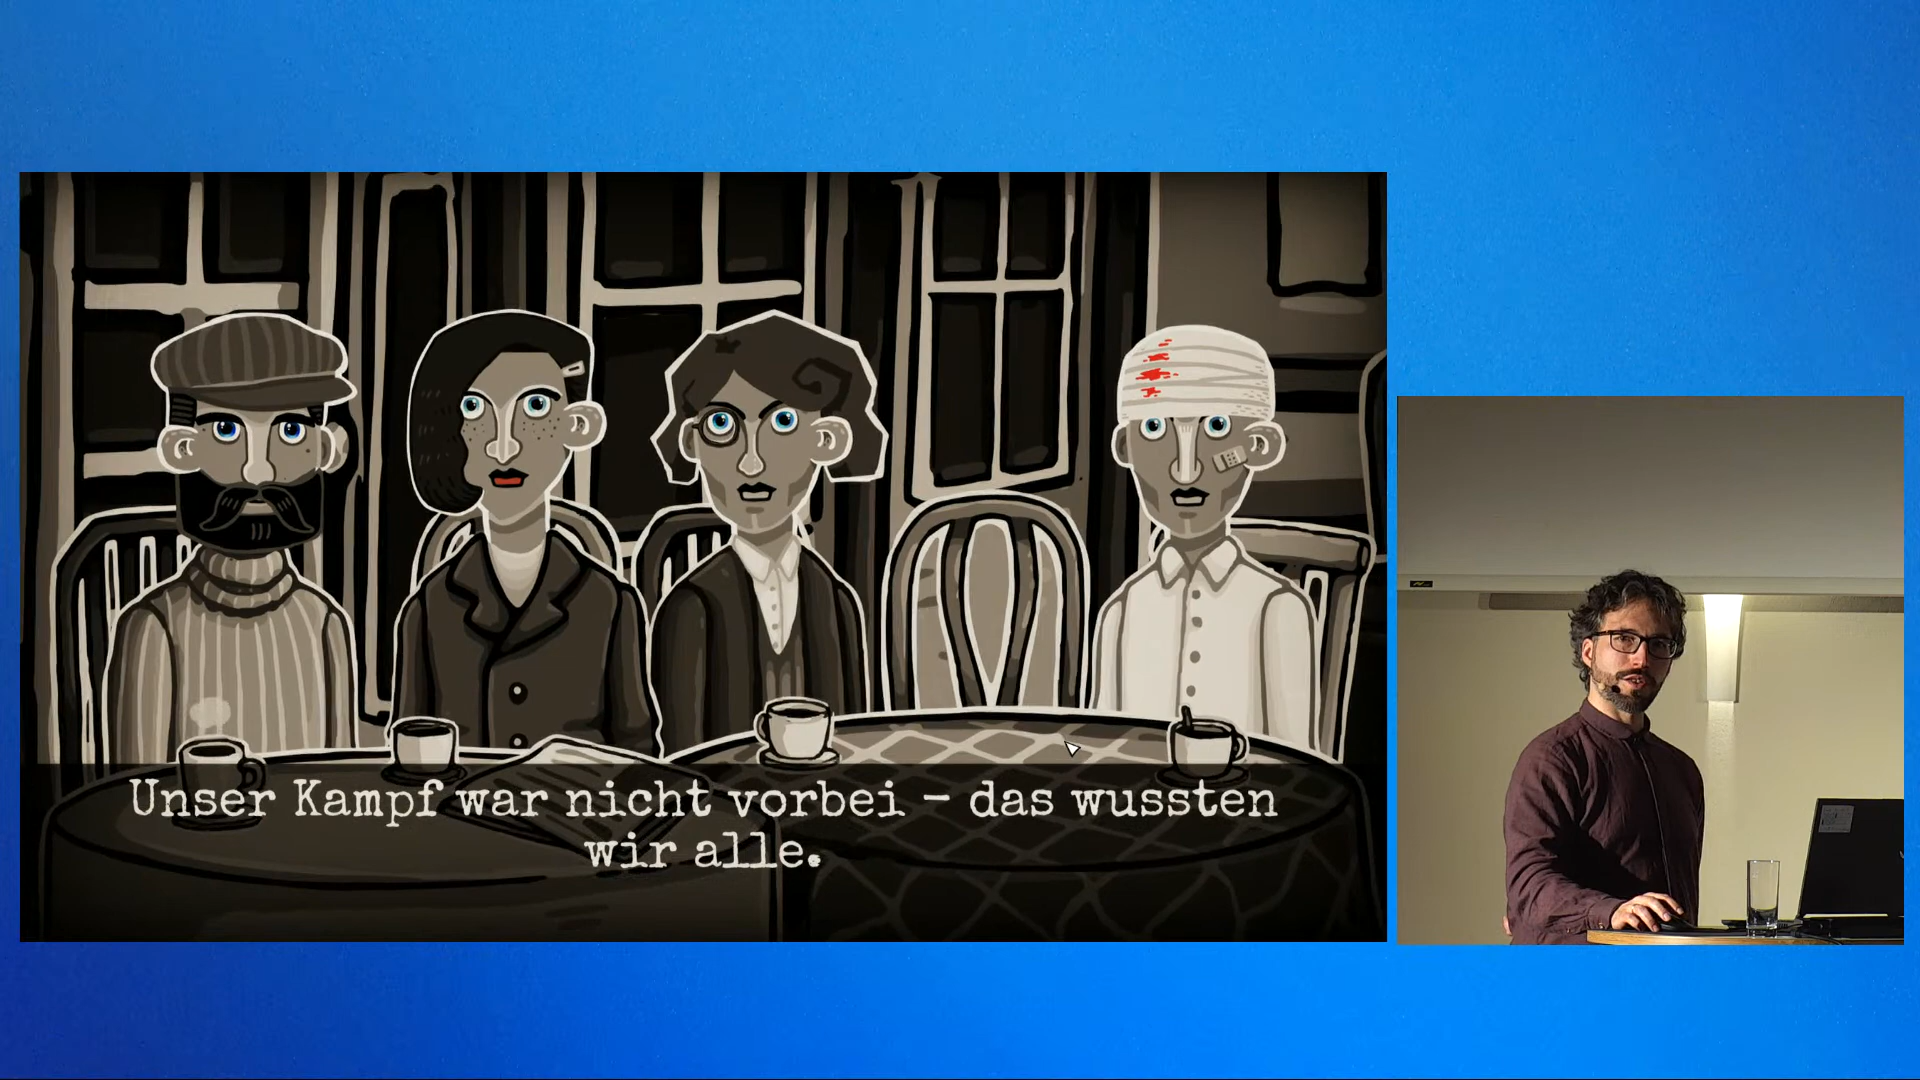 Unser Kampf war nicht vorbei – das wussten
wir alle.